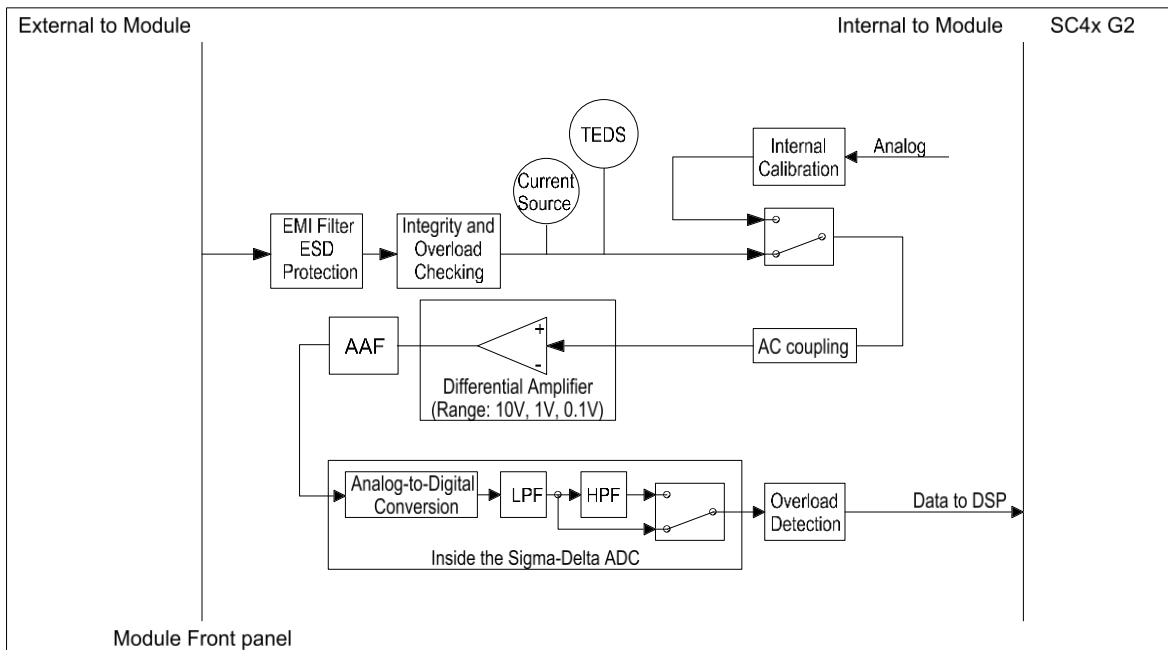 External to Module
Internal to Module
SC4x G2
TEDS
Current
Source
Internal
Calibration
Analog
EMI Filter
ESD
Protection
Integrity and
Overload
Checking
AAF
+
-
Differential Amplifier
(Range: 10V, 1V, 0.1V)
AC coupling
Analog-to-Digital
Conversion
LPF
HPF
Inside the Sigma-Delta ADC
Overload
Detection
Data to DSP
Module Front panel